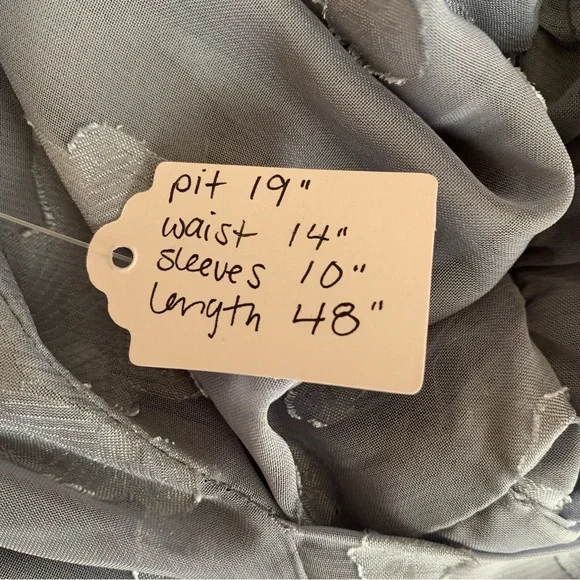 pit 19"
waist 14"
sleeves 10"
length 48"